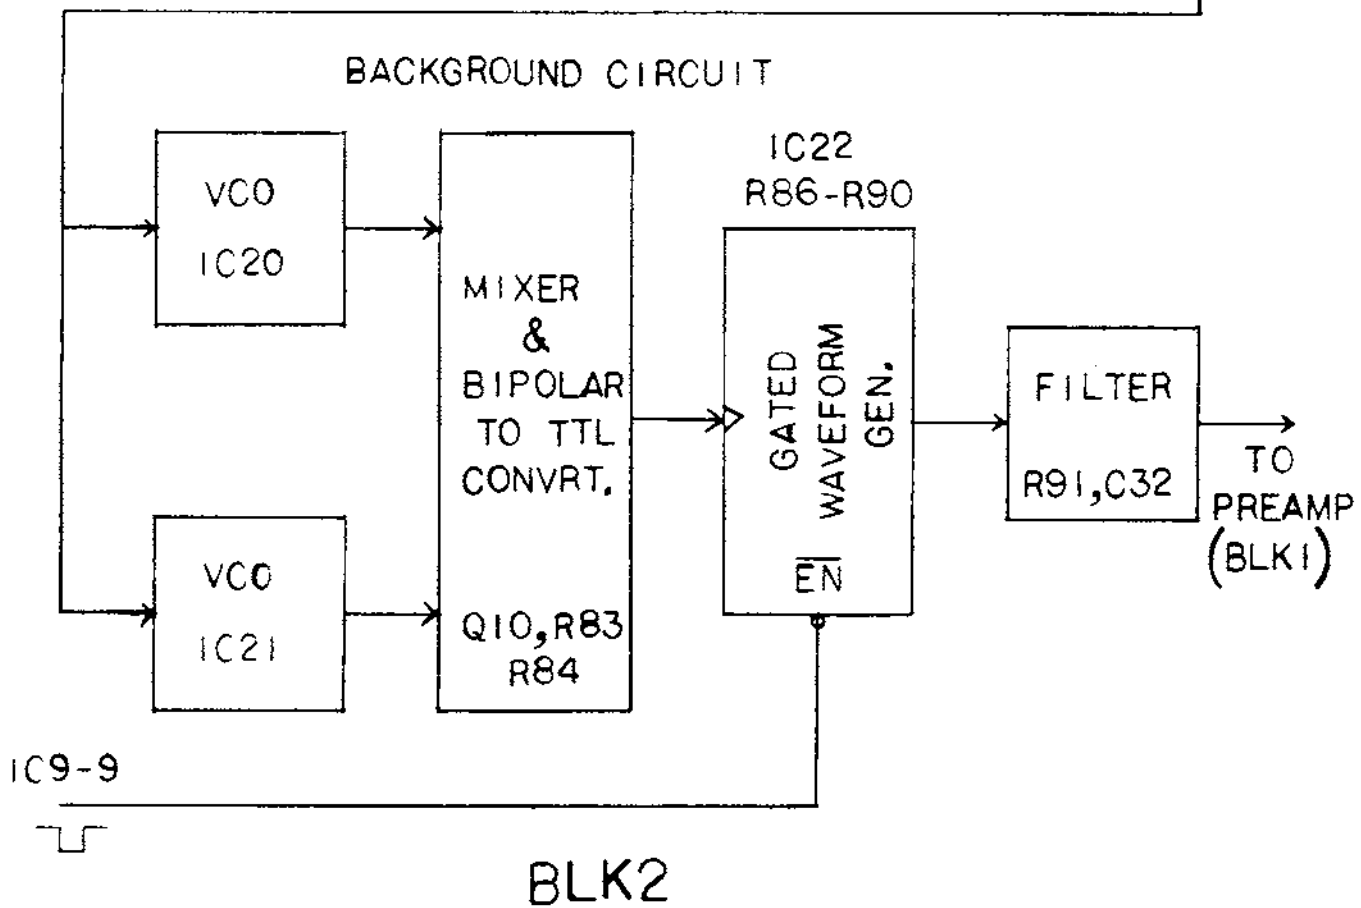 BACKGROUND CIRCUIT
VCO
IC20
MIXER
&
BIPOLAR
TO TTL
CONVRT.
Q10, R83
R84
VCO
IC21
IC22
R86-R90
GATED
WAVEFORM
GEN.
EN
FILTER
R91, C32
TO
PREAMP
(BLK1)
IC9-9
BLK2